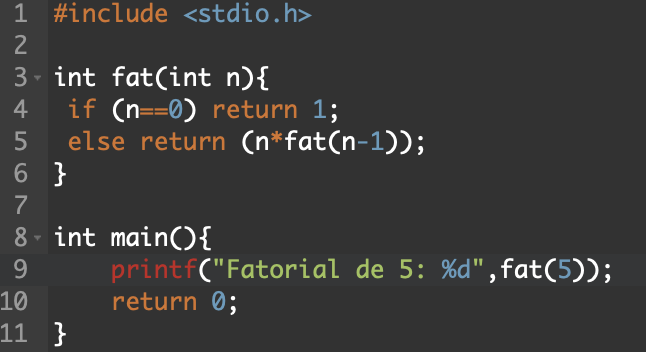 1 #include <stdio.h>
2
3 int fat(int n){
4  if (n==0) return 1;
5  else return (n*fat(n-1));
6 }
7
8 int main(){
9     printf("Fatorial de 5: %d",fat(5));
10     return 0;
11 }